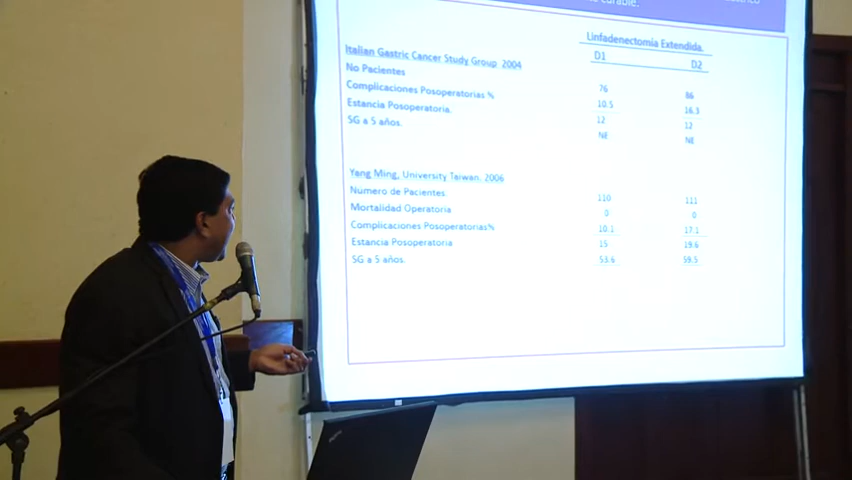 curable.
Linfadenectomia Extendida.
D1 D2
Italian Gastric Cancer Study Group 2004
No Pacientes 76 86
Complicaciones Posoperatorias % 10.5 16.3
Estancia Posoperatoria. 12 12
SG a 5 años. NE NE
Yang Ming, University Taiwan. 2006
Número de Pacientes 110 111
Mortalidad Operatoria 0 0
Complicaciones Posoperatorias% 10.1 17.1
Estancia Posoperatoria 15 19.6
SG a 5 años. 53.6 59.5